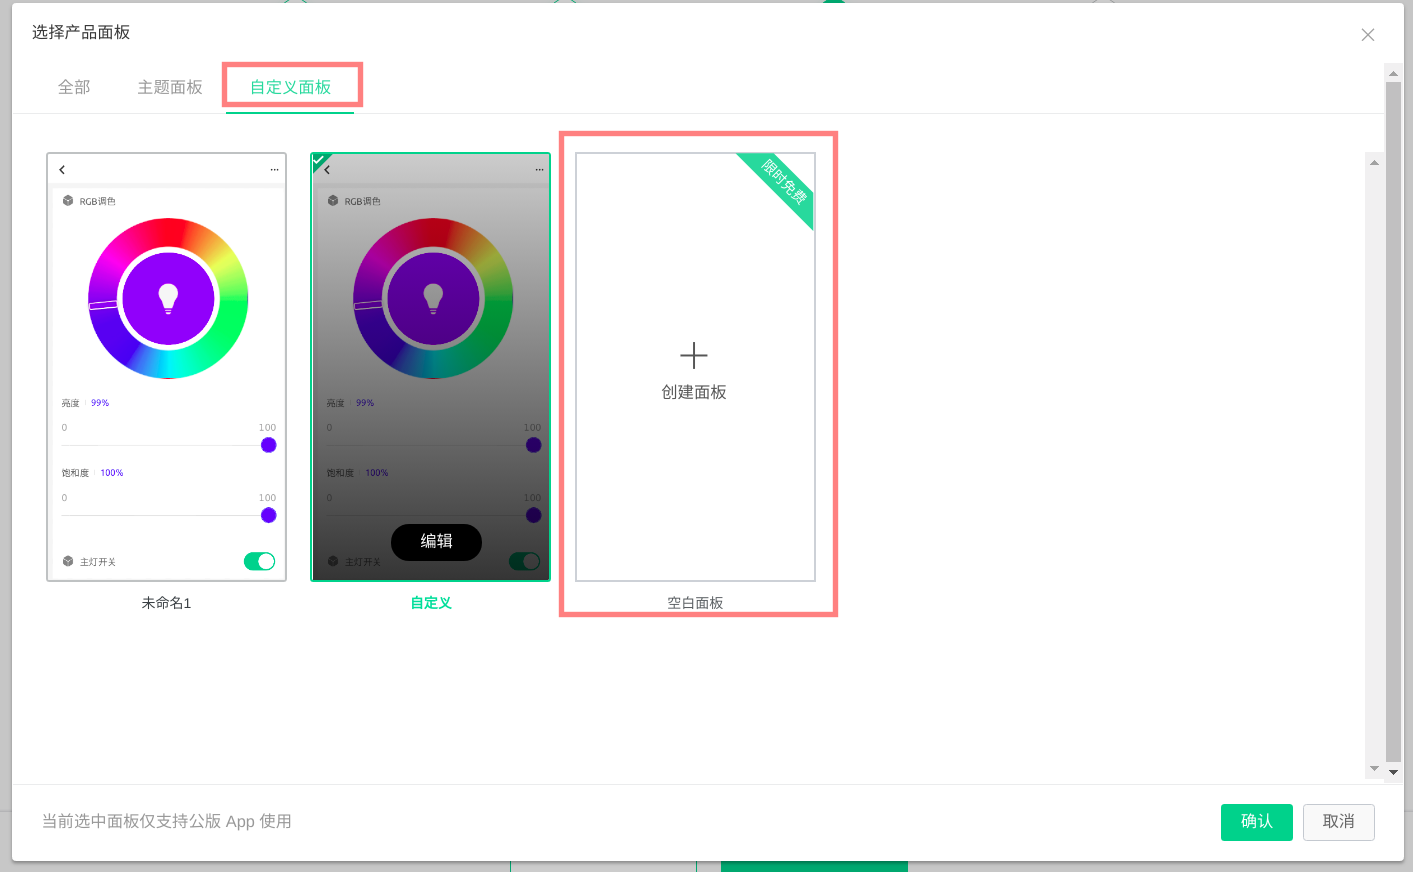 选择产品面板
全部
主题面板
自定义面板
RGB调色
亮度 99%
0 100
饱和度 100%
0 100
主灯开关
未命名1
RGB调色
亮度 99%
0 100
饱和度 100%
0 100
编辑
主灯开关
自定义
限时免费
创建面板
空白面板
当前选中面板仅支持公版 App 使用
确认
取消